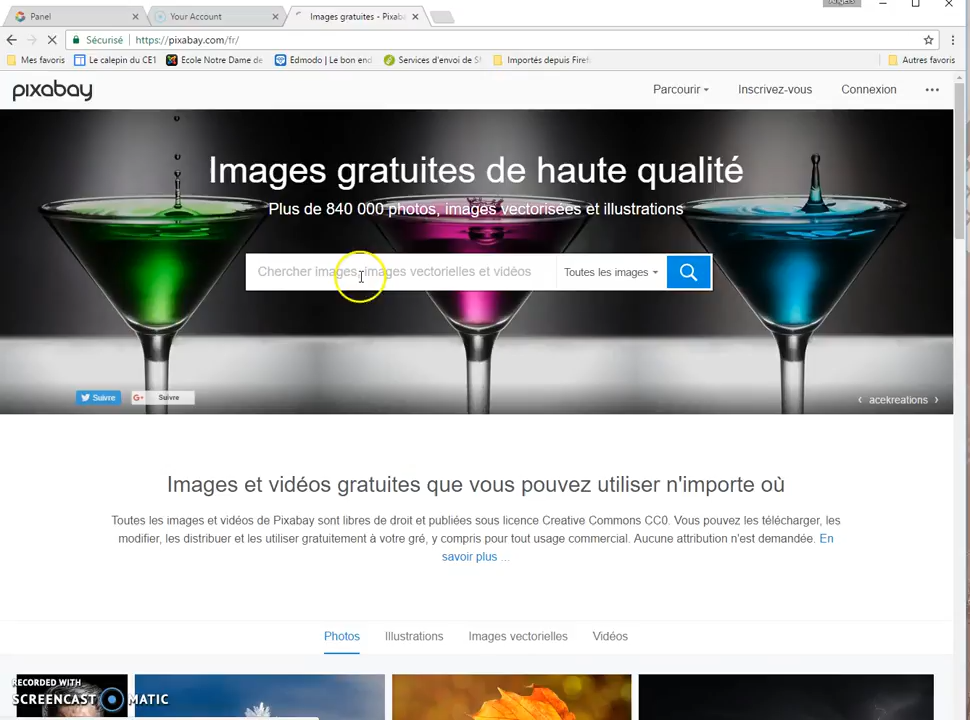 Angers
Panel
Your Account
Images gratuites - Pixaba
Sécurisé
https://pixabay.com/fr/
Mes favoris
Le calepin du CE1
Ecole Notre Dame de
Edmodo | Le bon end
Services d'envoi de S
Importés depuis Firef
Autres favoris
pixabay
Parcourir
Inscrivez-vous
Connexion
Images gratuites de haute qualité
Plus de 840 000 photos, images vectorisées et illustrations
Chercher images, images vectorielles et vidéos
Toutes les images
Suivre
G+ Suivre
‹ acekreations ›
Images et vidéos gratuites que vous pouvez utiliser n'importe où
Toutes les images et vidéos de Pixabay sont libres de droit et publiées sous licence Creative Commons CC0. Vous pouvez les télécharger, les
modifier, les distribuer et les utiliser gratuitement à votre gré, y compris pour tout usage commercial. Aucune attribution n'est demandée. En
savoir plus ...
Photos
Illustrations
Images vectorielles
Vidéos
RECORDED WITH
SCREENCAST MATIC